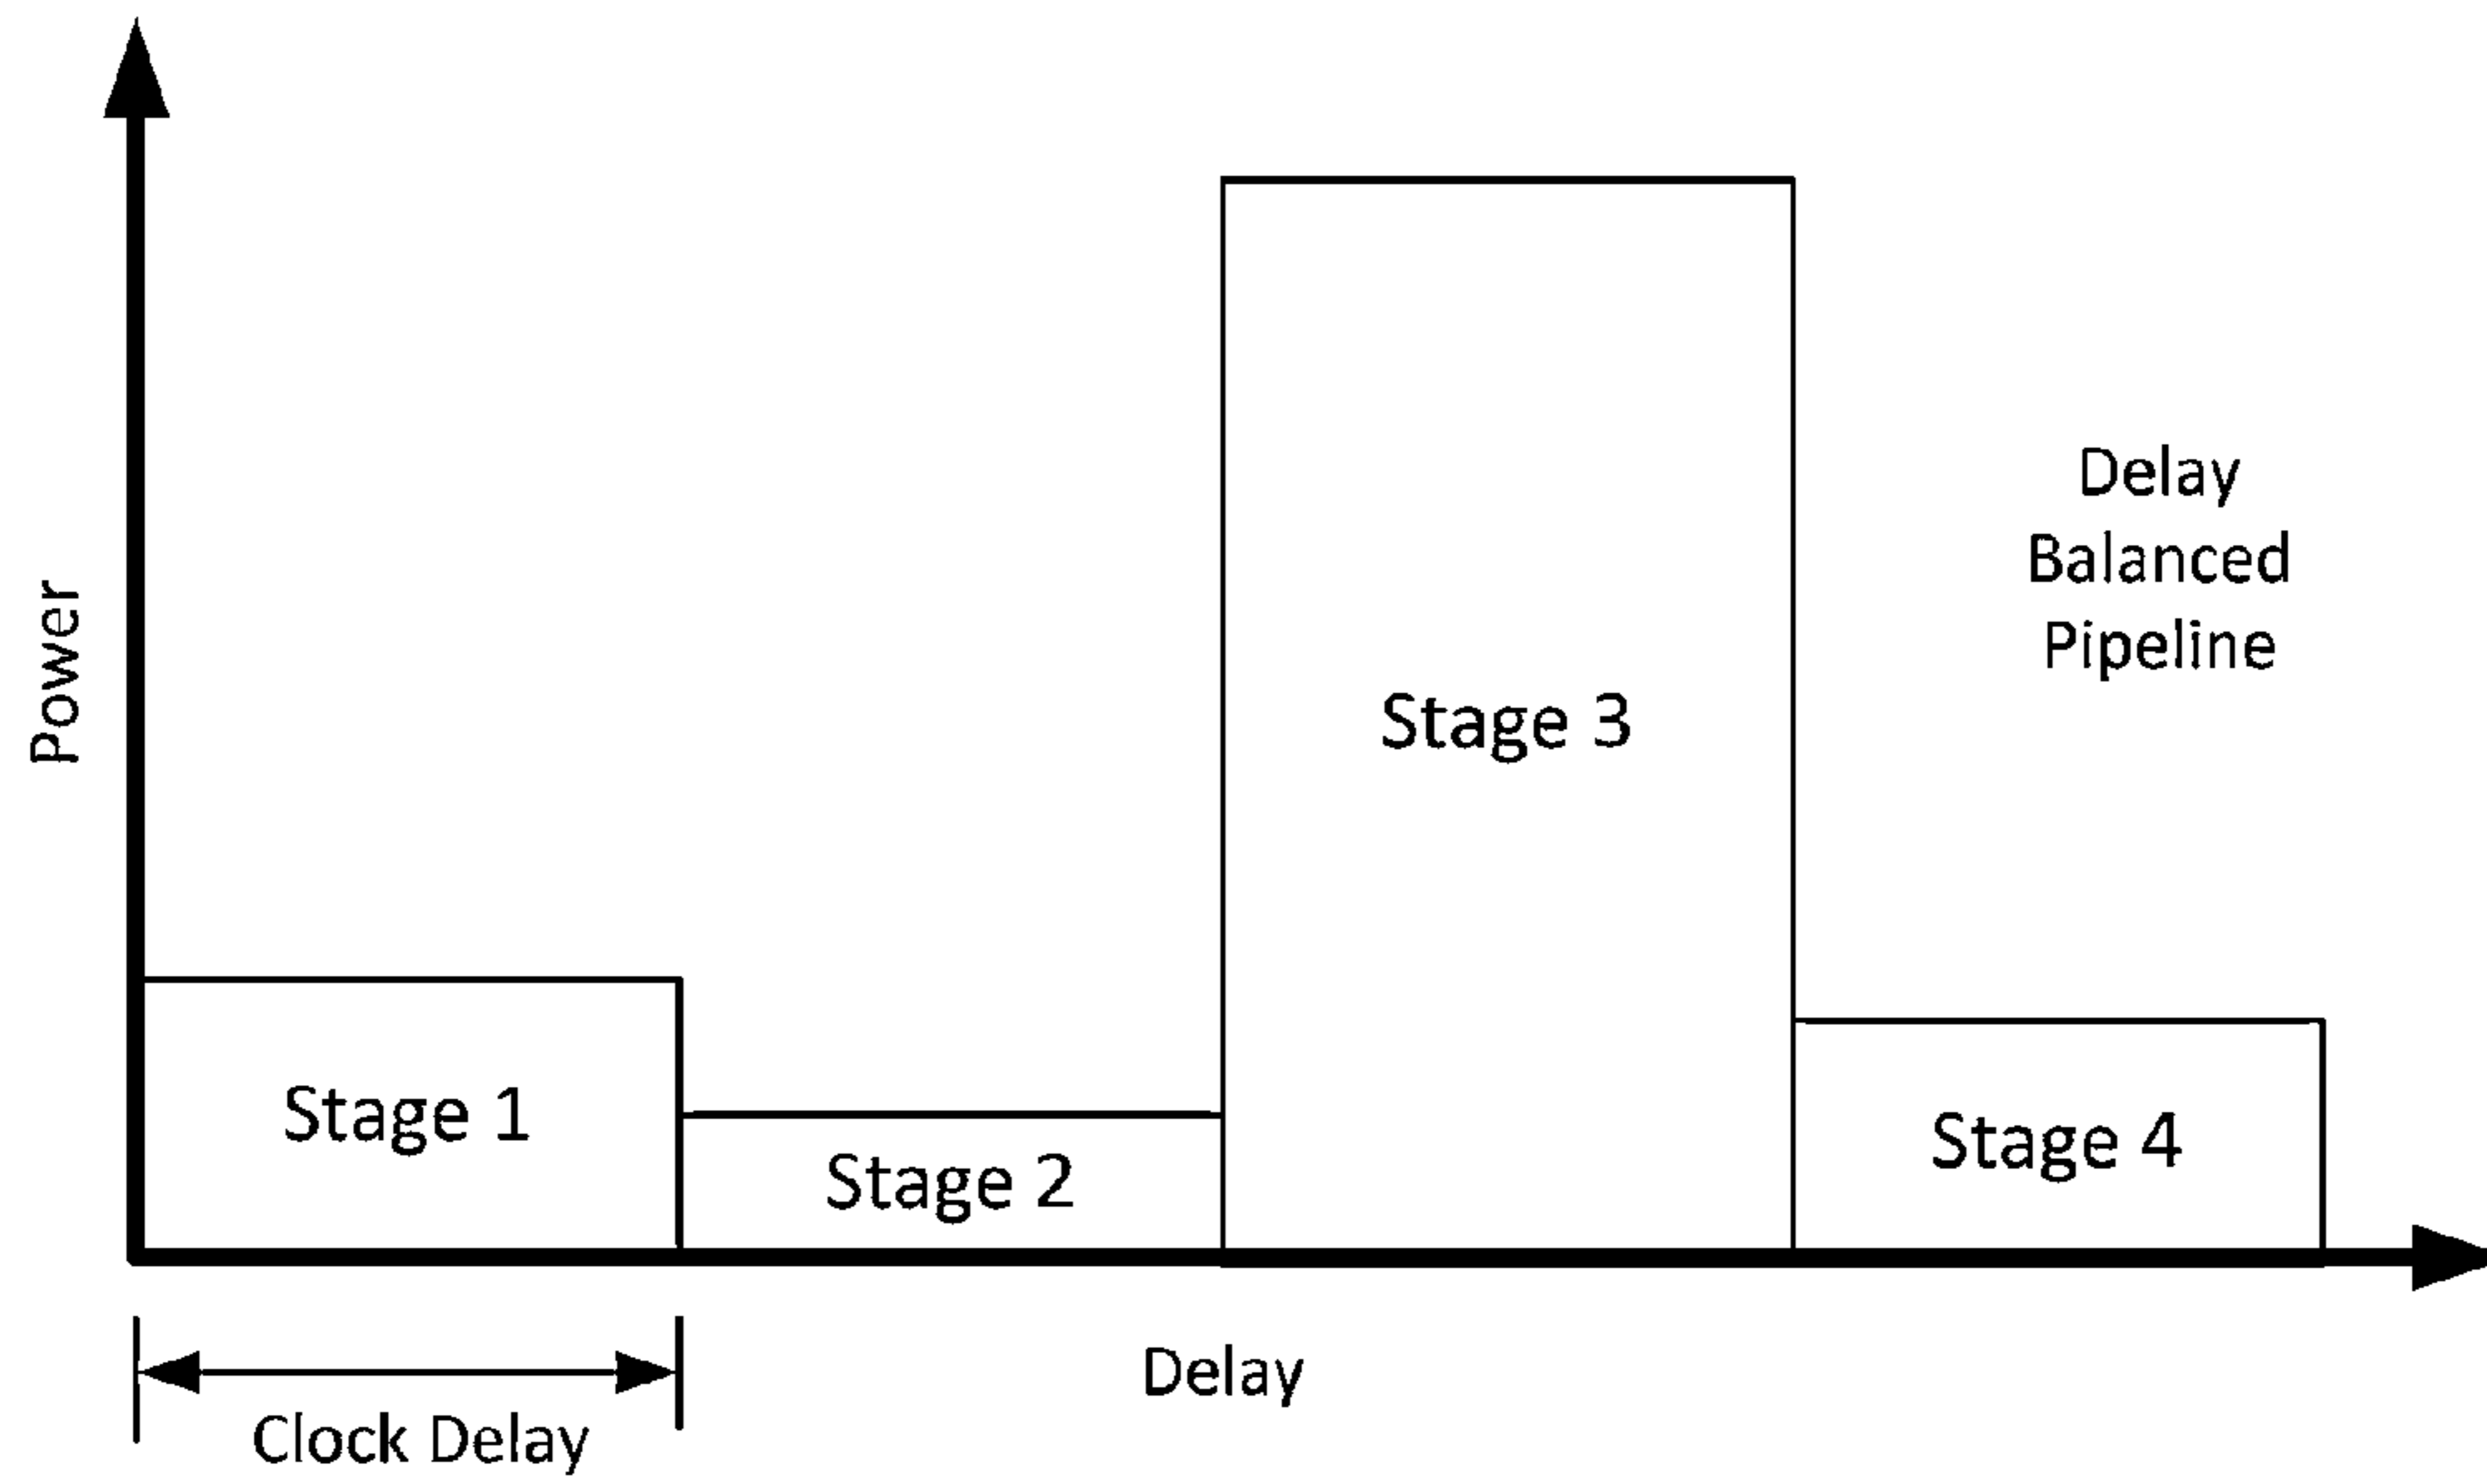 Power
Stage 1
Stage 2
Stage 3
Stage 4
Delay
Balanced
Pipeline
Delay
Clock Delay